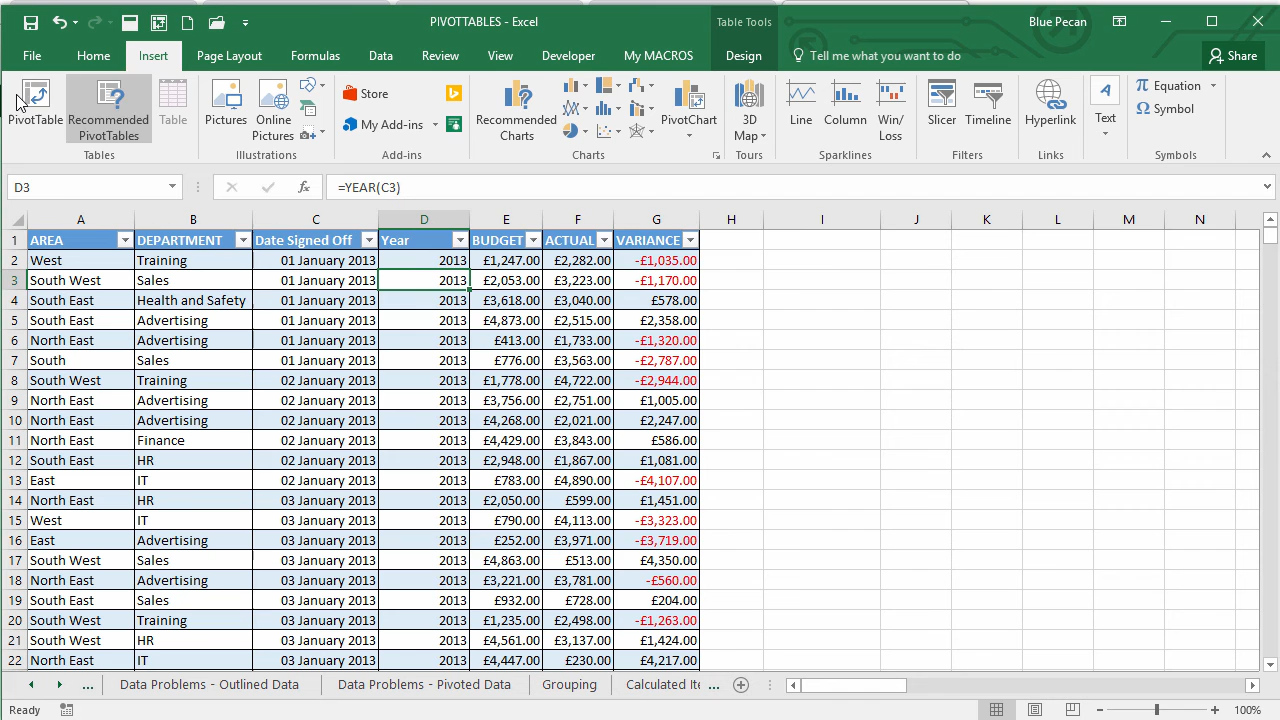 PIVOTTABLES - Excel
Table Tools
Blue Pecan
File Home Insert Page Layout Formulas Data Review View Developer My MACROS Design Tell me what you want to do Share
PivotTable
Recommended PivotTables
Table
Pictures
Online Pictures
Store
My Add-ins
Recommended Charts
PivotChart
3D Map
Line
Column
Win/ Loss
Slicer
Timeline
Hyperlink
Text
Equation
Symbol
Tables Illustrations Add-ins Charts Tours Sparklines Filters Links Symbols
D3 fx =YEAR(C3)
A B C D E F G H I J K L M N
1 AREA DEPARTMENT Date Signed Off Year BUDGET ACTUAL VARIANCE
2 West Training 01 January 2013 2013 £1,247.00 £2,282.00 -£1,035.00
3 South West Sales 01 January 2013 2013 £2,053.00 £3,223.00 -£1,170.00
4 South East Health and Safety 01 January 2013 2013 £3,618.00 £3,040.00 £578.00
5 South East Advertising 01 January 2013 2013 £4,873.00 £2,515.00 £2,358.00
6 North East Advertising 01 January 2013 2013 £413.00 £1,733.00 -£1,320.00
7 South Sales 01 January 2013 2013 £776.00 £3,563.00 -£2,787.00
8 South West Training 02 January 2013 2013 £1,778.00 £4,722.00 -£2,944.00
9 North East Advertising 02 January 2013 2013 £3,756.00 £2,751.00 £1,005.00
10 North East Advertising 02 January 2013 2013 £4,268.00 £2,021.00 £2,247.00
11 North East Finance 02 January 2013 2013 £4,429.00 £3,843.00 £586.00
12 South East HR 02 January 2013 2013 £2,948.00 £1,867.00 £1,081.00
13 East IT 02 January 2013 2013 £783.00 £4,890.00 -£4,107.00
14 North East HR 03 January 2013 2013 £2,050.00 £599.00 £1,451.00
15 West IT 03 January 2013 2013 £790.00 £4,113.00 -£3,323.00
16 East Advertising 03 January 2013 2013 £252.00 £3,971.00 -£3,719.00
17 South West Sales 03 January 2013 2013 £4,863.00 £513.00 £4,350.00
18 North East Advertising 03 January 2013 2013 £3,221.00 £3,781.00 -£560.00
19 South East Sales 03 January 2013 2013 £932.00 £728.00 £204.00
20 South West Training 03 January 2013 2013 £1,235.00 £2,498.00 -£1,263.00
21 South West HR 03 January 2013 2013 £4,561.00 £3,137.00 £1,424.00
22 North East IT 03 January 2013 2013 £4,447.00 £230.00 £4,217.00
... Data Problems - Outlined Data Data Problems - Pivoted Data Grouping Calculated Ite ...
Ready 100%